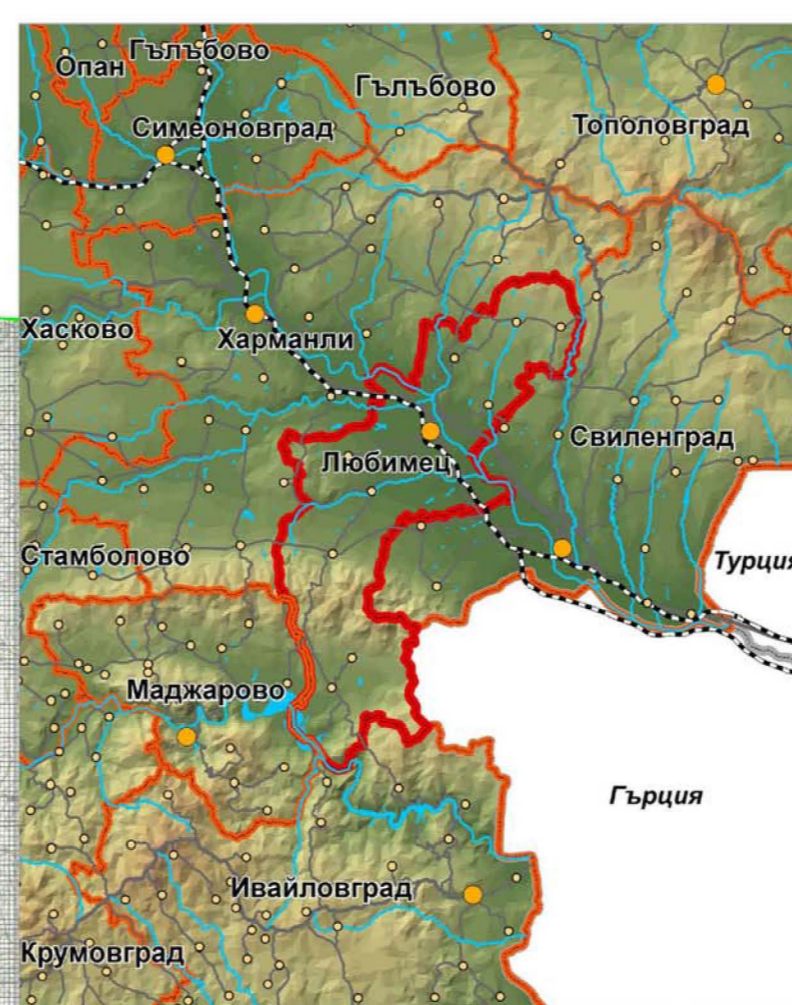 Гълъбово
Опан
Гълъбово
Симеоновград
Тополовград
Хасково
Харманли
Свиленград
Любимец
Стамболово
Турция
Маджарово
Гърция
Ивайловград
Крумовград